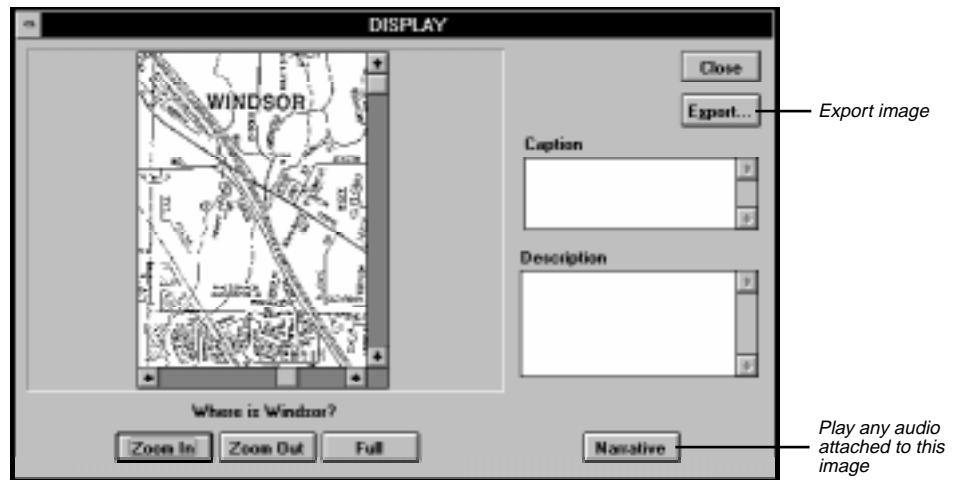 DISPLAY
WINDSOR
Close
Export...
Export image
Caption
Description
Where is Windsor?
Zoom In
Zoom Out
Full
Narrative
Play any audio
attached to this
image